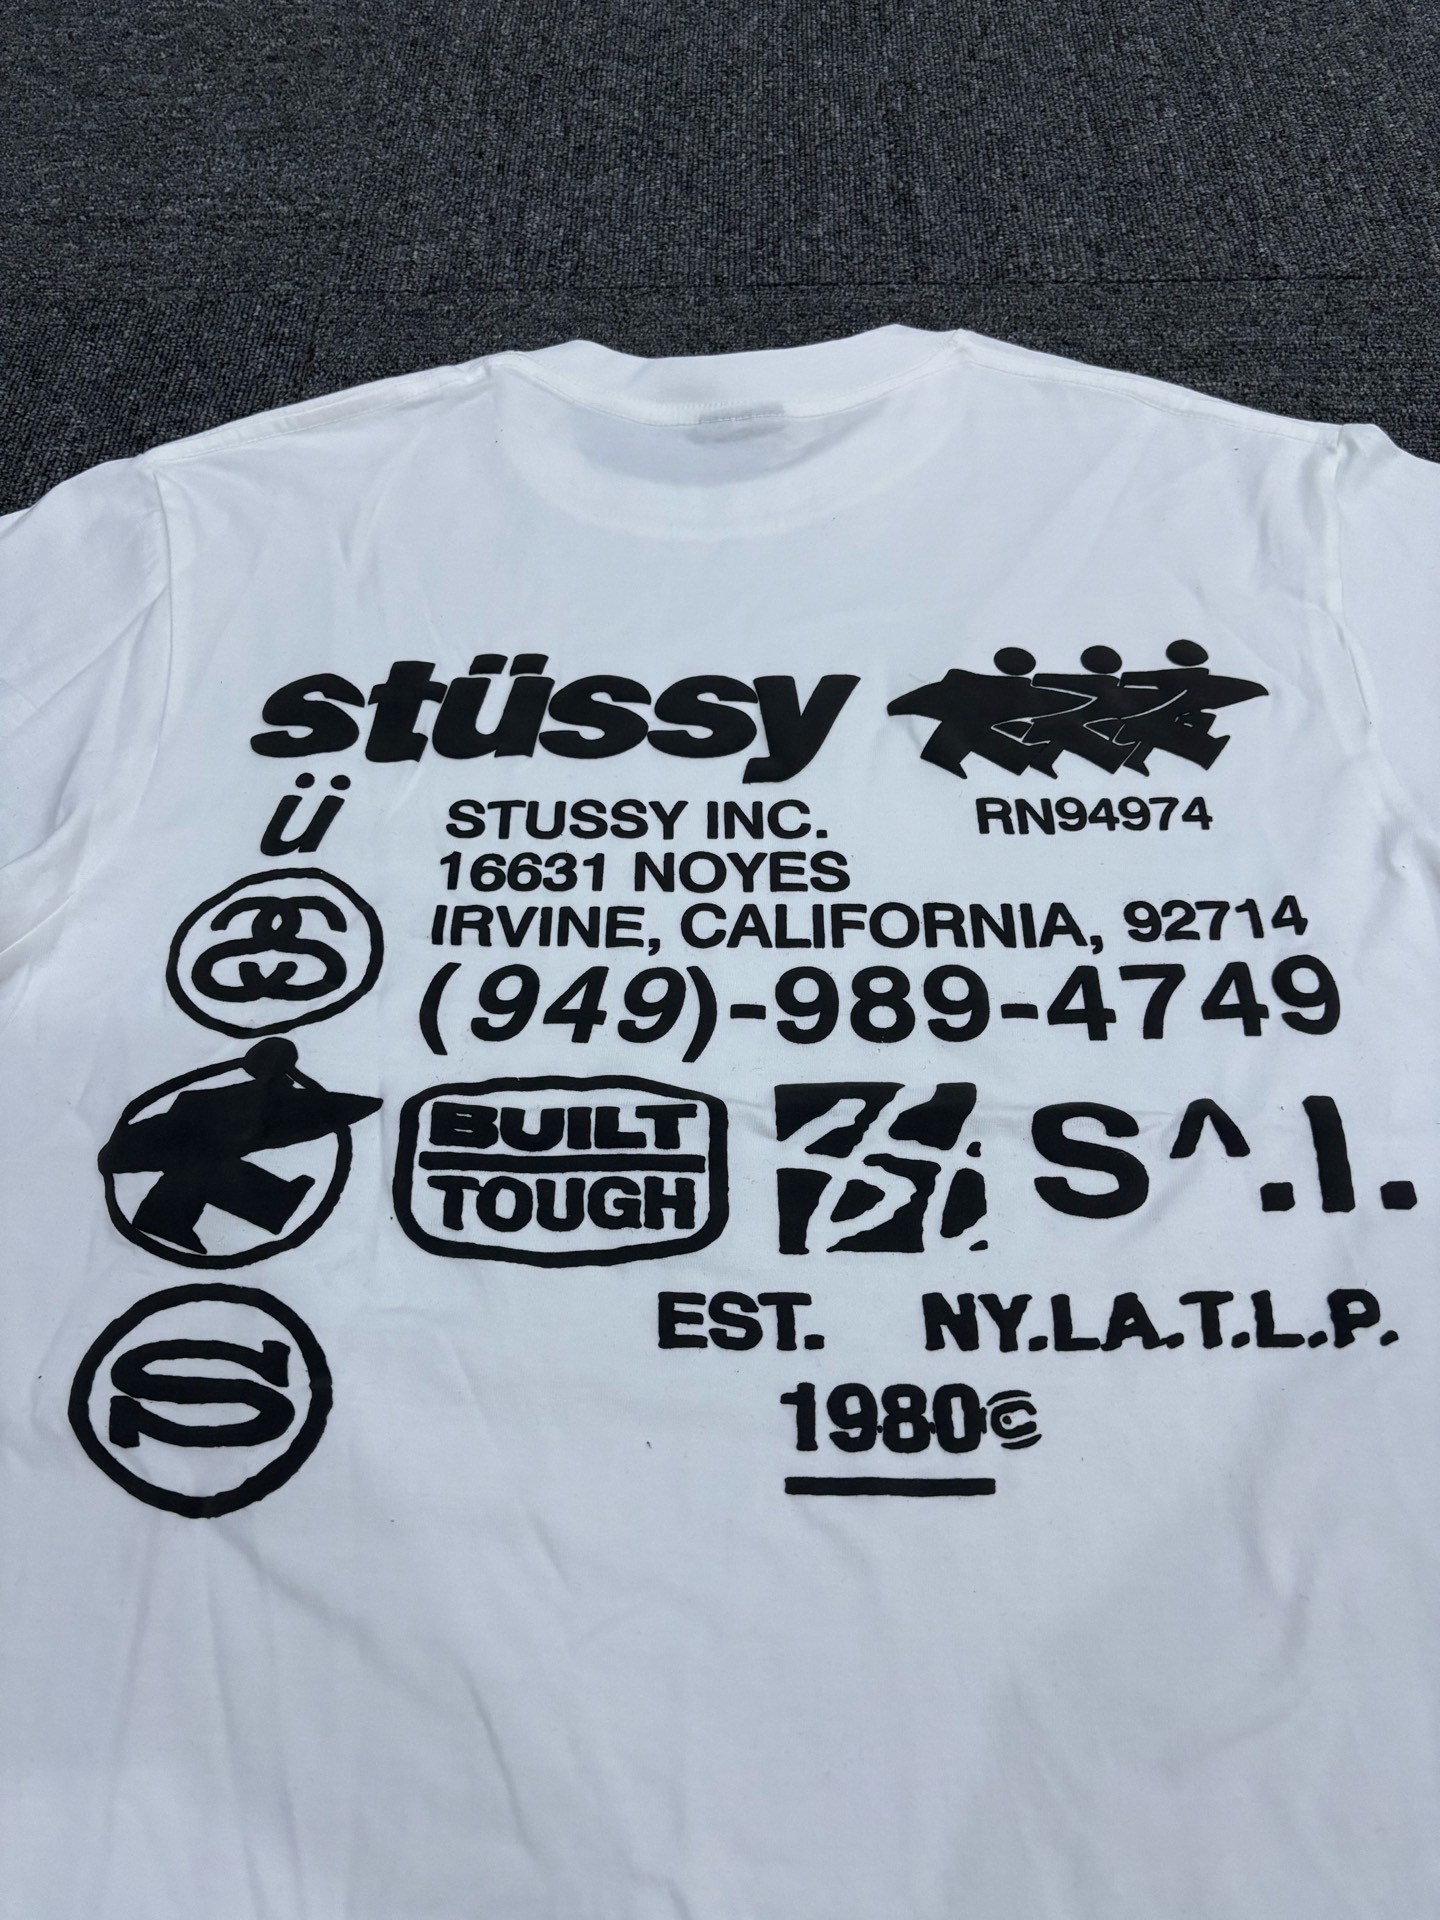 stüssy
ü
STUSSY INC.
RN94974
16631 NOYES
IRVINE, CALIFORNIA, 92714
(949)-989-4749
BUILT
TOUGH
S^.I.
S
EST. NY.LA.T.L.P.
1980©